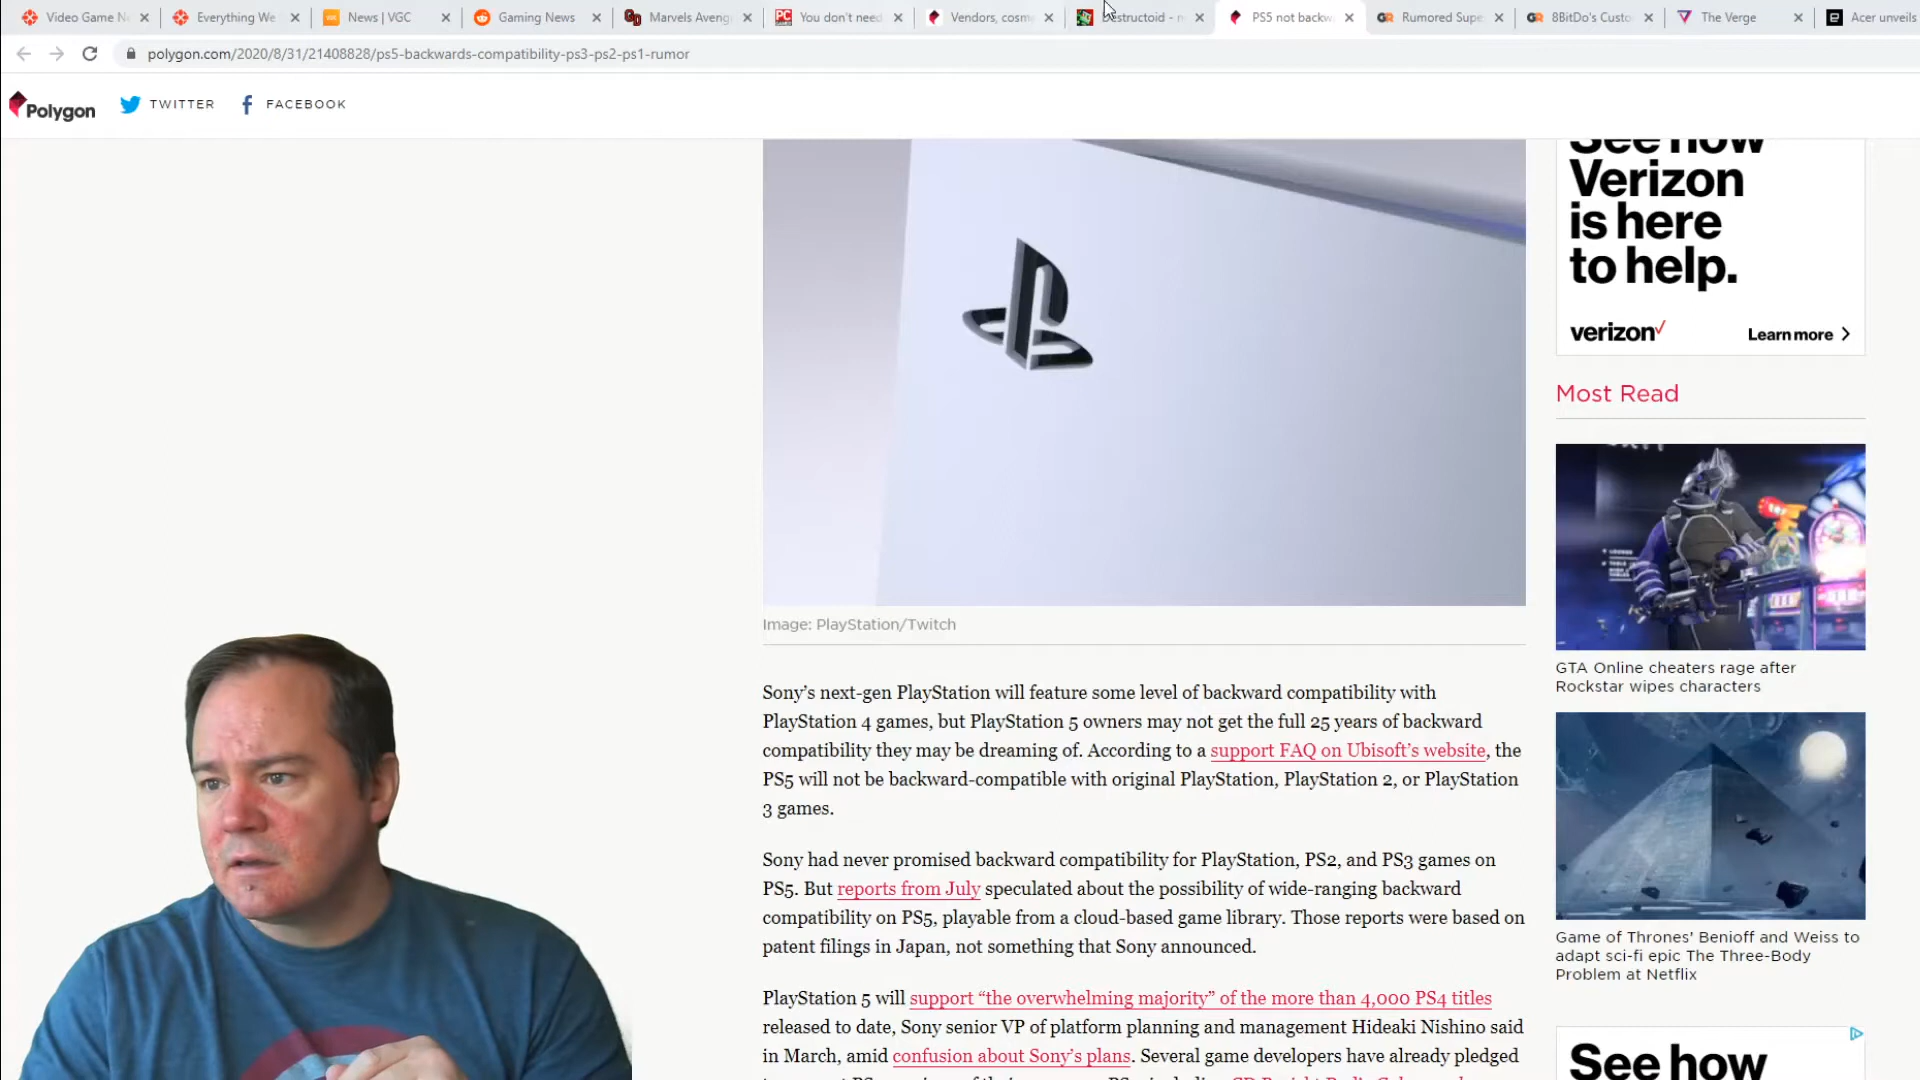 Video Game N
Everything We
News | VGC
Gaming News
Marvels Aveng
You don't need
Vendors, cosm
Destructoid - n
PS5 not backw
Rumored Supe
8BitDo's Custo
The Verge
Acer unveils
polygon.com/2020/8/31/21408828/ps5-backwards-compatibility-ps3-ps2-ps1-rumor
Polygon
TWITTER
FACEBOOK
See how
Verizon
is here
to help.
verizon✓
Learn more
Most Read
GTA Online cheaters rage after
Rockstar wipes characters
Game of Thrones' Benioff and Weiss to
adapt sci-fi epic The Three-Body
Problem at Netflix
See how
Image: PlayStation/Twitch
Sony's next-gen PlayStation will feature some level of backward compatibility with
PlayStation 4 games, but PlayStation 5 owners may not get the full 25 years of backward
compatibility they may be dreaming of. According to a support FAQ on Ubisoft's website, the
PS5 will not be backward-compatible with original PlayStation, PlayStation 2, or PlayStation
3 games.
Sony had never promised backward compatibility for PlayStation, PS2, and PS3 games on
PS5. But reports from July speculated about the possibility of wide-ranging backward
compatibility on PS5, playable from a cloud-based game library. Those reports were based on
patent filings in Japan, not something that Sony announced.
PlayStation 5 will support “the overwhelming majority” of the more than 4,000 PS4 titles
released to date, Sony senior VP of platform planning and management Hideaki Nishino said
in March, amid confusion about Sony's plans. Several game developers have already pledged